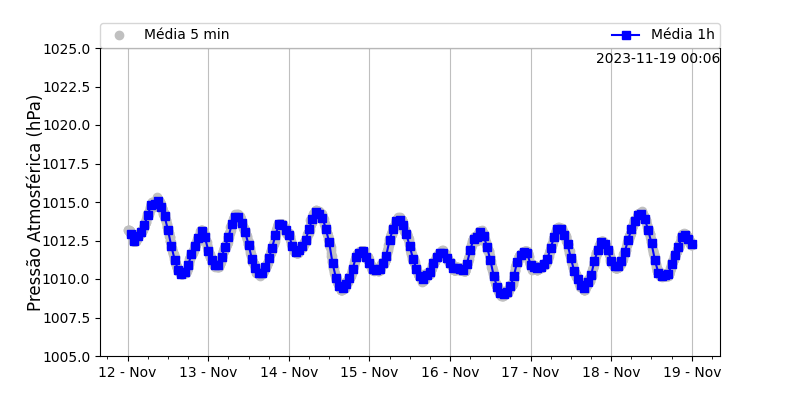 Média 5 min
Média 1h
2023-11-19 00:06
Pressão Atmosférica (hPa)
1025.0
1022.5
1020.0
1017.5
1015.0
1012.5
1010.0
1007.5
1005.0
12 - Nov
13 - Nov
14 - Nov
15 - Nov
16 - Nov
17 - Nov
18 - Nov
19 - Nov